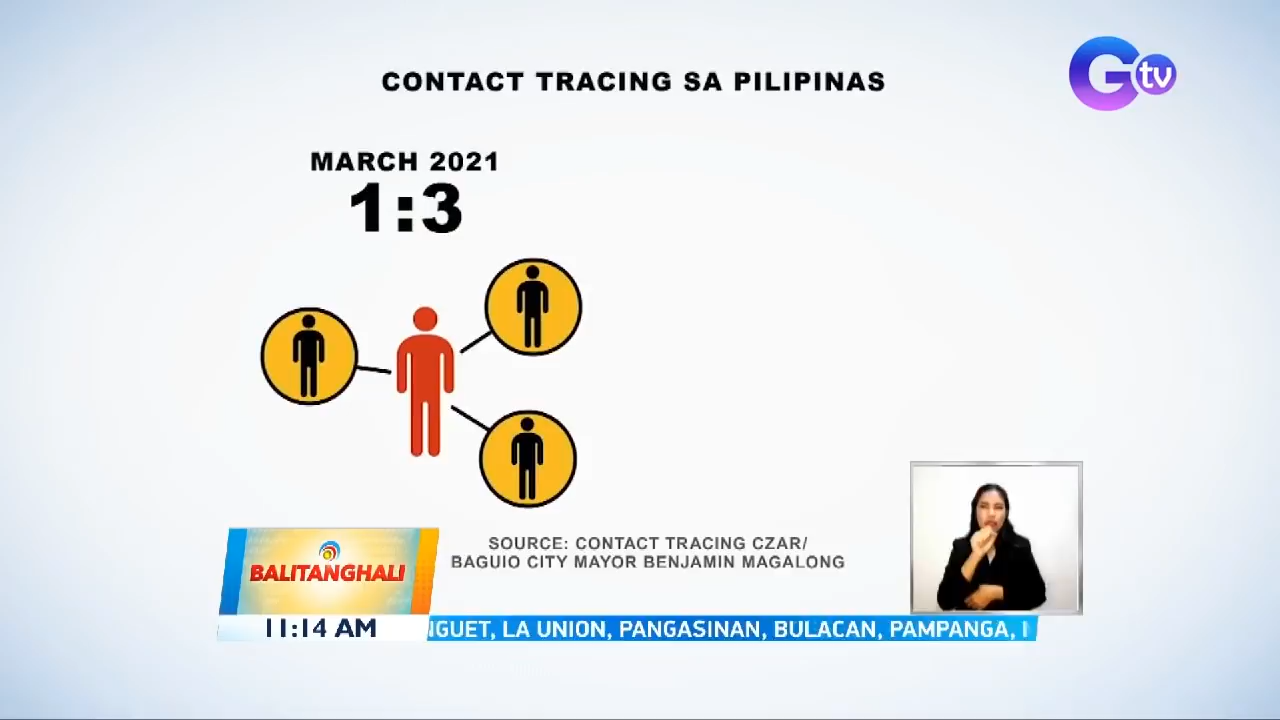 CONTACT TRACING SA PILIPINAS
Gtv
MARCH 2021
1:3
SOURCE: CONTACT TRACING CZAR/
BAGUIO CITY MAYOR BENJAMIN MAGALONG
BALITANGHALI
11:14 AM
LA UNION, PANGASINAN, BULACAN, PAMPANGA,